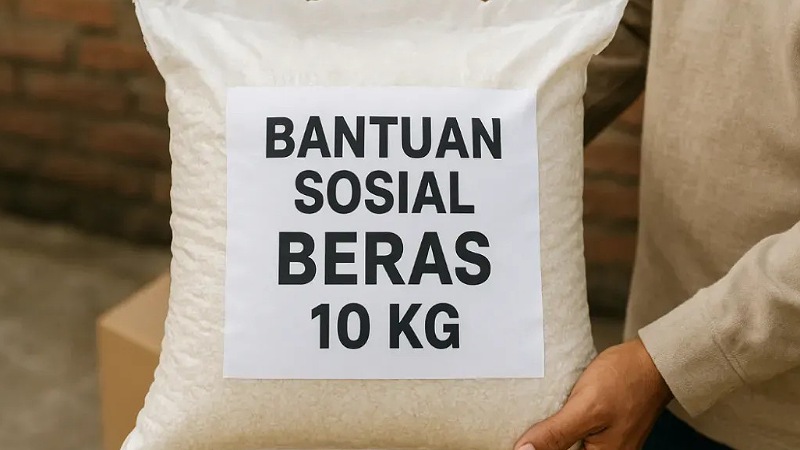 BANTUAN
SOSIAL
BERAS
10 KG